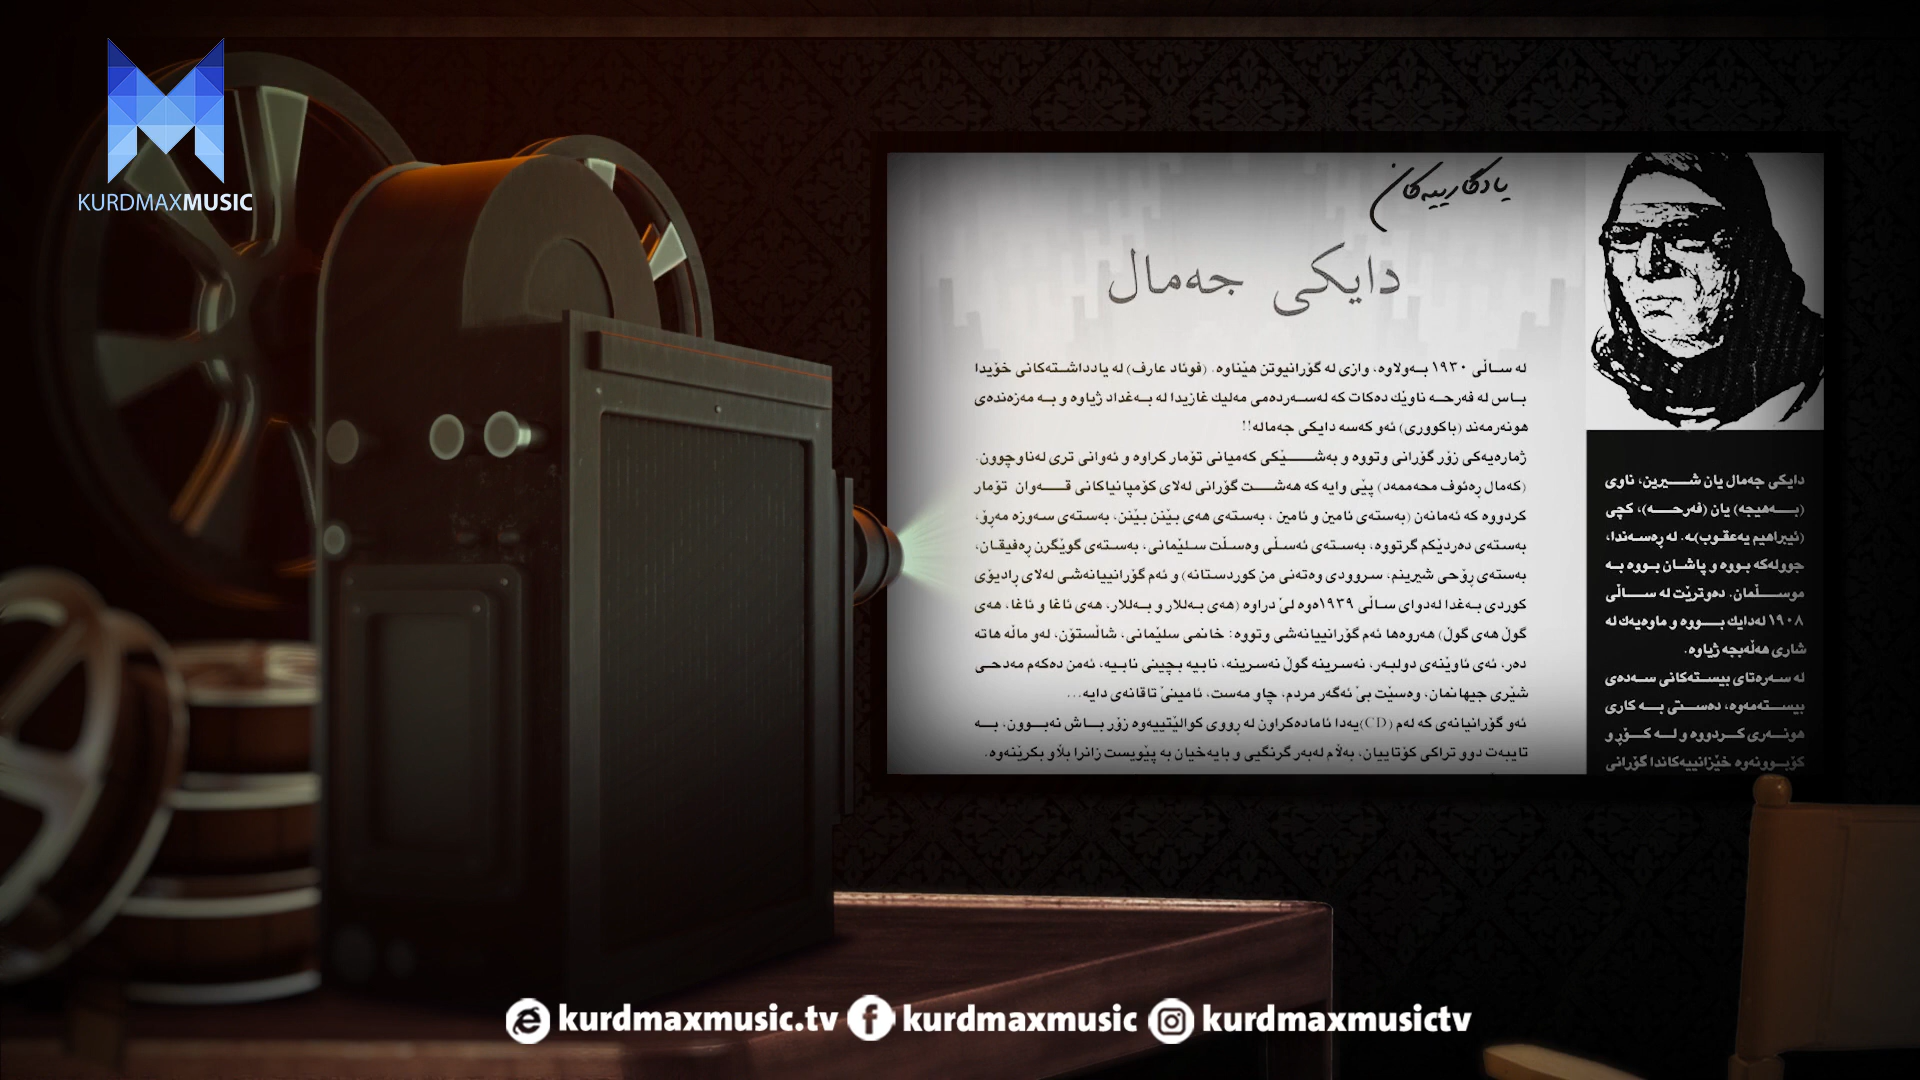 KURDMAXMUSIC
یادگارییەکان
دایکی جەمال
لە ساڵی ١٩٣٠ بەولاوە، وازی لە گۆرانیوتن هێناوە. (فوئاد عارف) لە یادداشتەکانی خۆیدا
باس لە فەرحە ناوێك دەکات کە لەسەردەمی مەلیك غازیدا لە بەغداد ژیاوە و بە مەزەندەی
هونەرمەند (باکووری) ئەو کەسە دایکی جەمالە!!
ژمارەیەکی زۆر گۆرانی وتووە و بەشێکی کەمیانی تۆمار کراوە و ئەوانی تری لەناوچوون.
(کەمال ڕەئوف محەممەد) پێی وایە کە هەشت گۆرانی لەلای کۆمپانیاکانی قەوان تۆمار
کردووە کە ئەمانەن (بەستەی ئامین و ئامین ، بەستەی هەی بێنن بێنن، بەستەی سەوزە مەڕۆ،
بەستەی دەردێکم گرتووە، بەستەی ئەسڵی وەسڵت سلێمانی، بەستەی گوێگرن ڕەفیقان،
بەستەی ڕۆحی شیرینم، سروودی وەتەنی من کوردستانە) و ئەم گۆرانییانەشی لەلای ڕادیۆی
کوردی بەغدا لەدوای ساڵی ١٩٣٩ەوە لێ دراوە (هەی بەللار و بەللار، هەی ئاغا و ئاغا، هەی
گوڵ هەی گوڵ) هەروەها ئەم گۆرانییانەشی وتووە: خانمی سلێمانی، شاڵستۆن، لەو ماڵە هاتە
دەر، ئەی ئاوێنەی دولبەر، نەسرینە گوڵ نەسرینە، نابیە بچینی نابیە، ئەمن دەکەم مەدحی
شێری جیهانمان، وەسێت بێ ئەگەر مردم، چاو مەست، ئامینێ تاقانەی دایە...
ئەو گۆرانیانەی کە لەم (CD)یەدا ئامادەکراون لە ڕووی کوالێتییەوە زۆر باش نەبوون، بە
تایبەت دوو تراکی کۆتاییان، بەڵام لەبەر گرنگیی و بایەخیان بە پێویست زانرا بڵاو بکرێنەوە.
دایکی جەمال یان شیرین، ناوی
(بەهیجە) یان (فەرحە)، کچی
(ئیبراهیم یەعقوب)ە. لە ڕەسەندا،
جوولەکە بووە و پاشان بووە بە
موسڵمان. دەوترێت لە ساڵی
١٩٠٨ لەدایك بووە و ماوەیەك لە
شاری هەڵەبجە ژیاوە.
لە سەرەتای بیستەکانی سەدەی
بیستەمەوە، دەستی بە کاری
هونەری کردووە و لە کۆڕ و
کۆبوونەوە خێزانییەکاندا گۆرانی
kurdmaxmusic.tv kurdmaxmusic kurdmaxmusictv